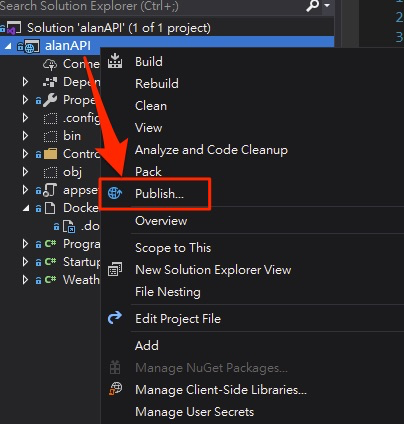 Search Solution Explorer (Ctrl+;)
Solution 'alanAPI' (1 of 1 project)
alanAPI
Conne
Depen
Prope
.config
bin
Contro
obj
appse
Docke
.do
Progra
Startu
Weath
Build
Rebuild
Clean
View
Analyze and Code Cleanup
Pack
Publish...
Overview
Scope to This
New Solution Explorer View
File Nesting
Edit Project File
Add
Manage NuGet Packages...
Manage Client-Side Libraries...
Manage User Secrets